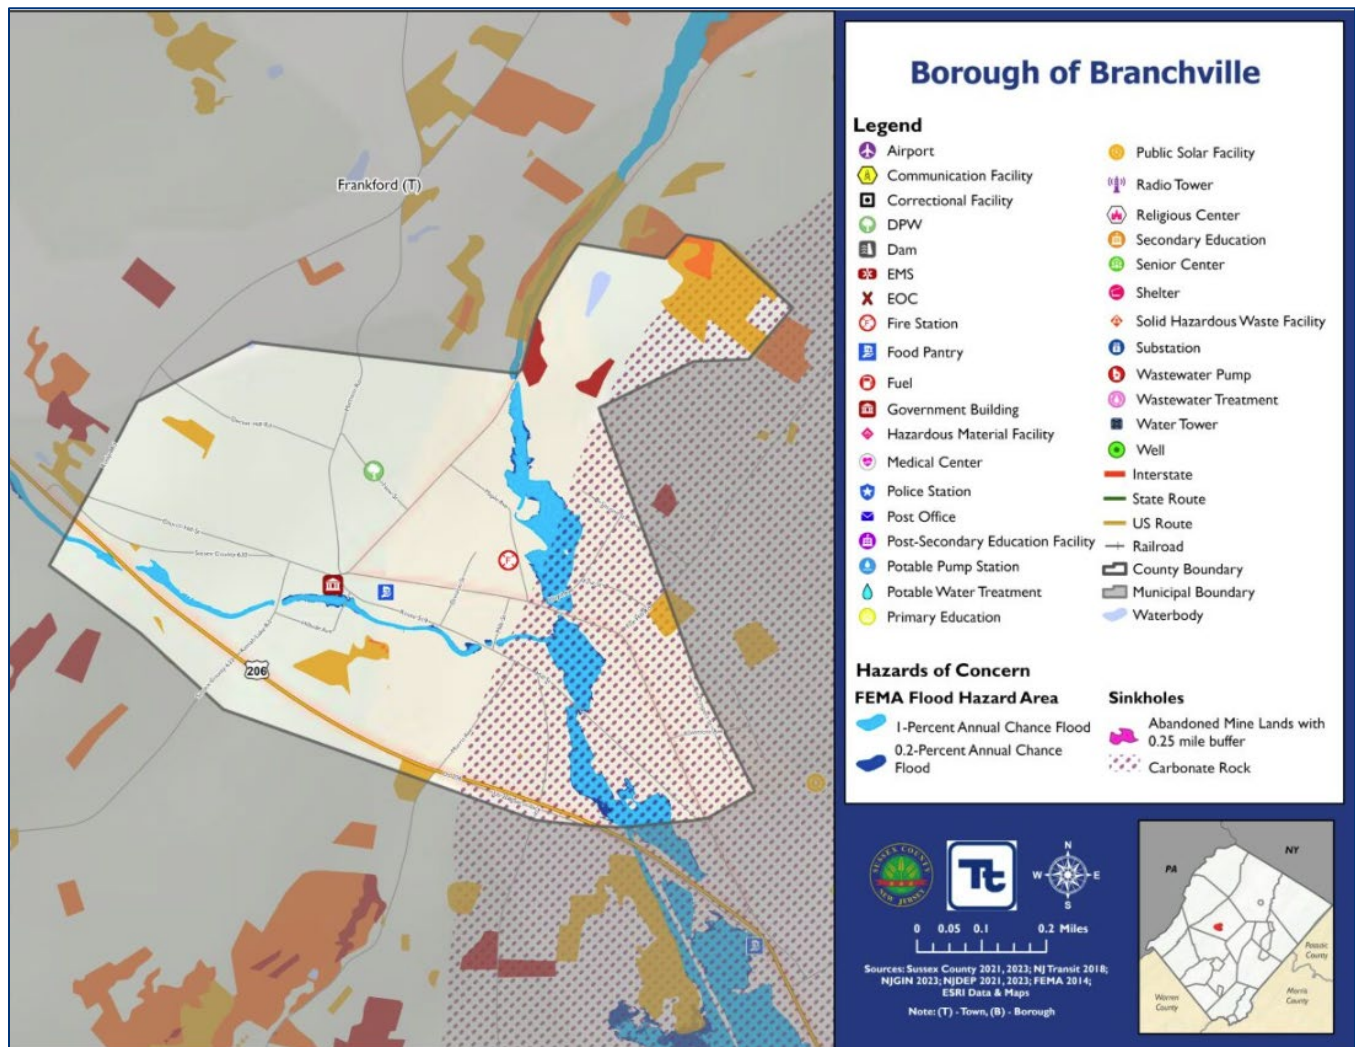 Frankford (T)
206
Borough of Branchville
Legend
Airport
Communication Facility
Correctional Facility
DPW
Dam
EMS
EOC
Fire Station
Food Pantry
Fuel
Government Building
Hazardous Material Facility
Medical Center
Police Station
Post Office
Post-Secondary Education Facility
Potable Pump Station
Potable Water Treatment
Primary Education
Public Solar Facility
Radio Tower
Religious Center
Secondary Education
Senior Center
Shelter
Solid Hazardous Waste Facility
Substation
Wastewater Pump
Wastewater Treatment
Water Tower
Well
Interstate
State Route
US Route
Railroad
County Boundary
Municipal Boundary
Waterbody
Hazards of Concern
FEMA Flood Hazard Area
1-Percent Annual Chance Flood
0.2-Percent Annual Chance
Flood
Sinkholes
Abandoned Mine Lands with
0.25 mile buffer
Carbonate Rock
SUSSEX COUNTY
NEW JERSEY
Tt
N
W E
S
0 0.05 0.1 0.2 Miles
Sources: Sussex County 2021, 2023; NJ Transit 2018;
NJGIN 2023; NJDEP 2021, 2023; FEMA 2014;
ESRI Data & Maps
Note: (T) - Town, (B) - Borough
PA
NY
Passaic
County
Morris
County
Warren
County